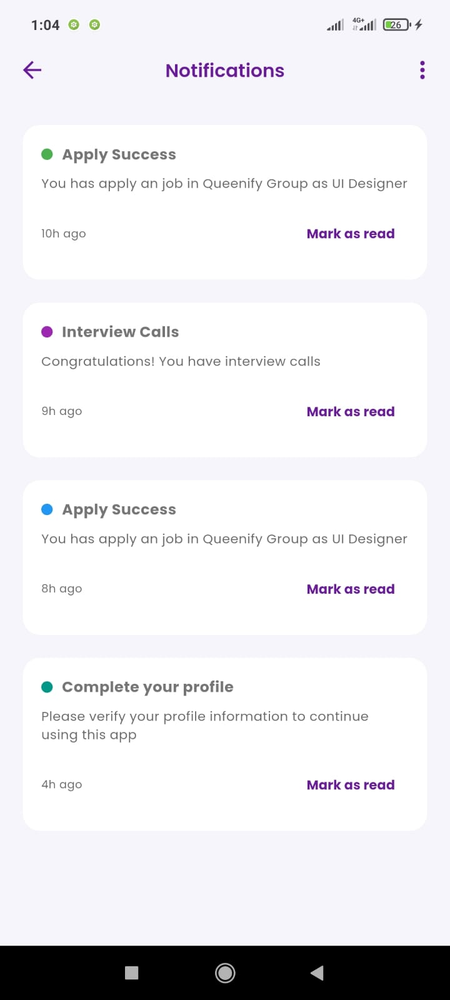 1:04
4G+
26
Notifications
Apply Success
You has apply an job in Queenify Group as UI Designer
10h ago
Mark as read
Interview Calls
Congratulations! You have interview calls
9h ago
Mark as read
Apply Success
You has apply an job in Queenify Group as UI Designer
8h ago
Mark as read
Complete your profile
Please verify your profile information to continue
using this app
4h ago
Mark as read